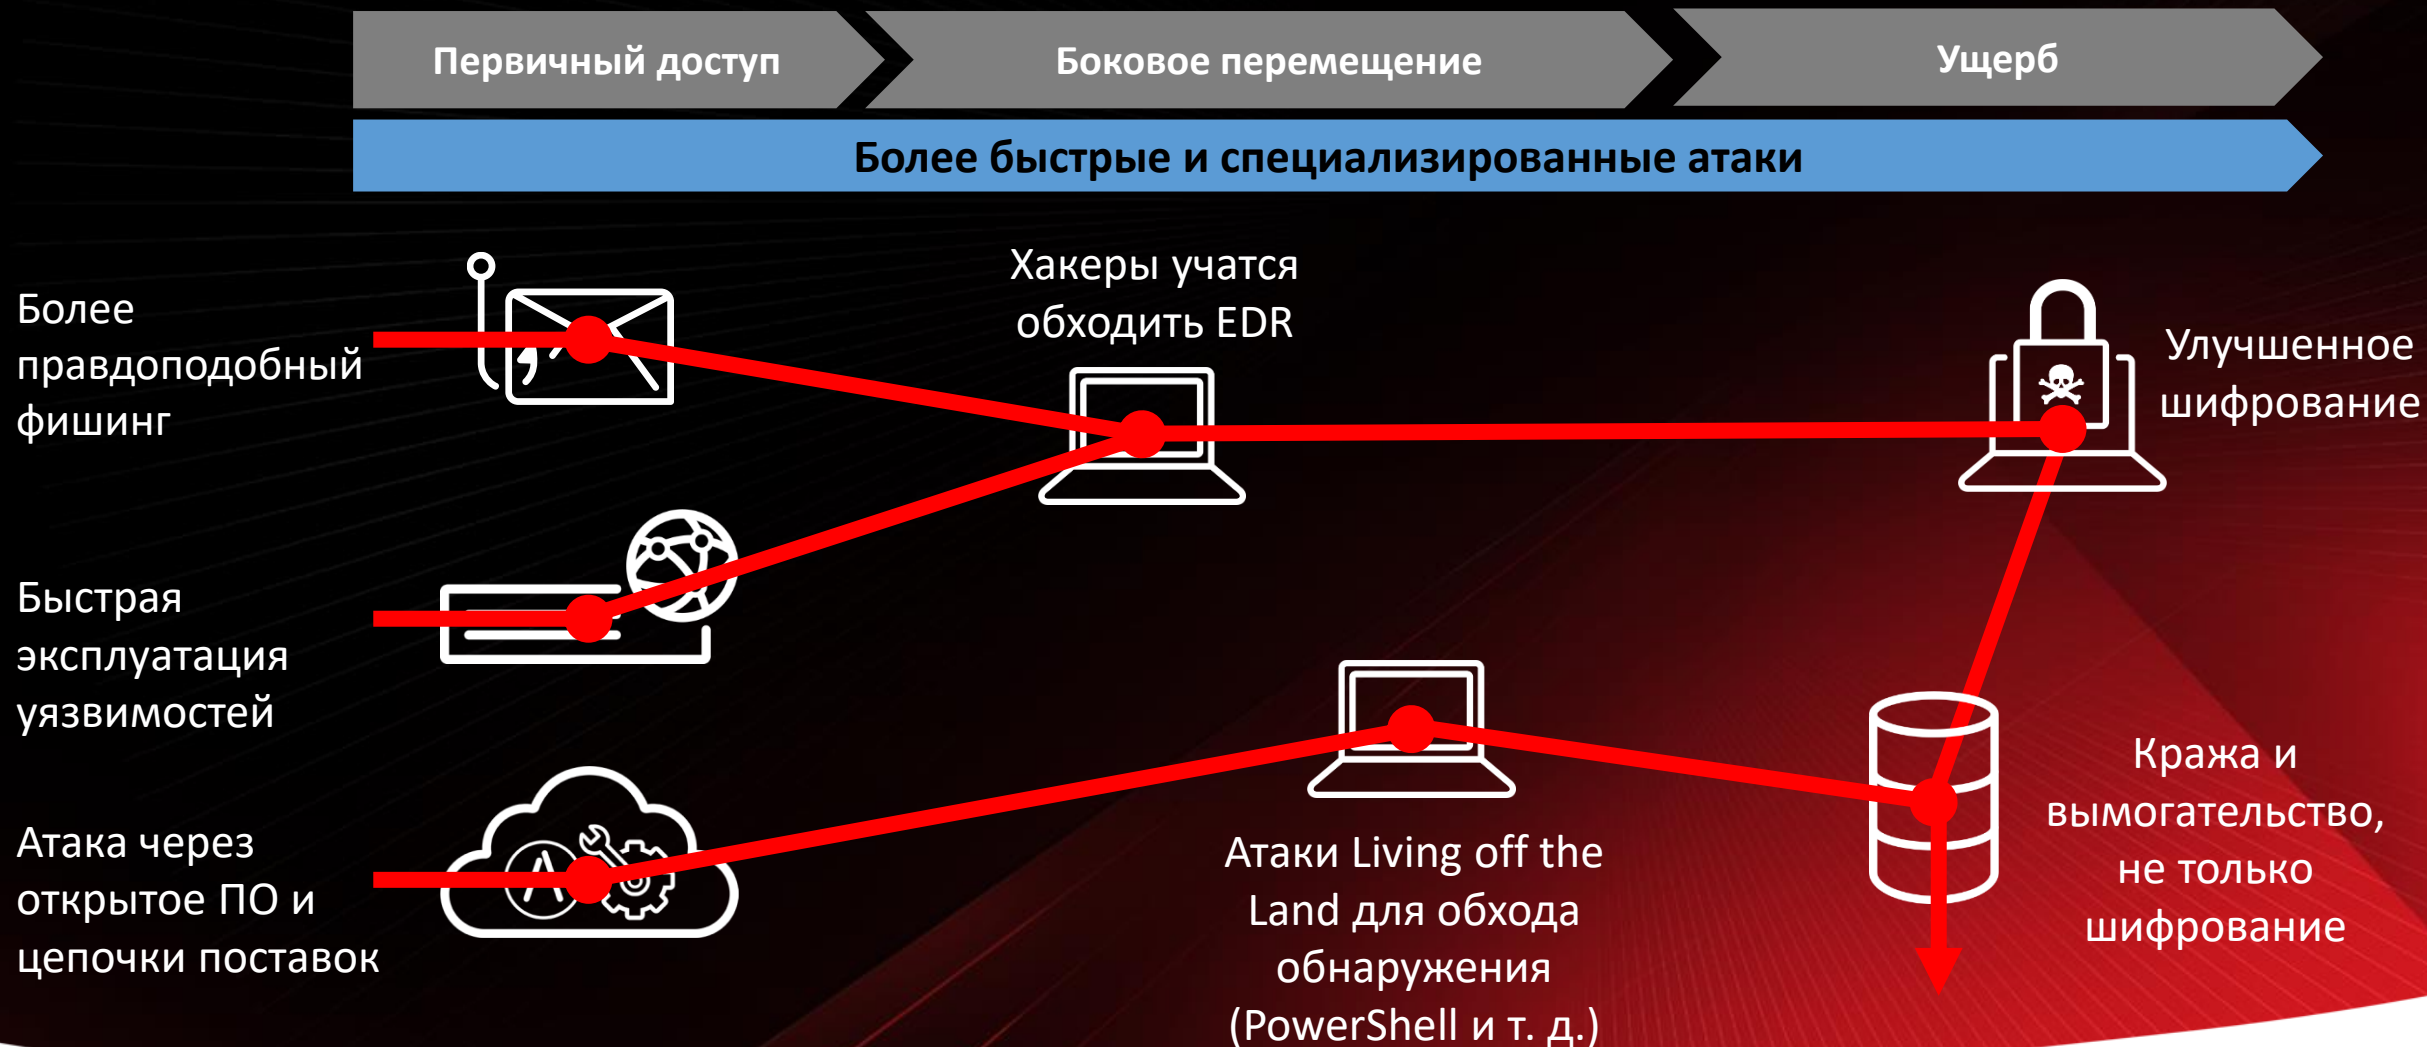 Первичный доступ
Боковое перемещение
Ущерб
Более быстрые и специализированные атаки
Более
правдоподобный
фишинг
Хакеры учатся
обходить EDR
Улучшенное
шифрование
Быстрая
эксплуатация
уязвимостей
Атака через
открытое ПО и
цепочки поставок
Атаки Living off the
Land для обхода
обнаружения
(PowerShell и т. д.)
Кража и
вымогательство,
не только
шифрование